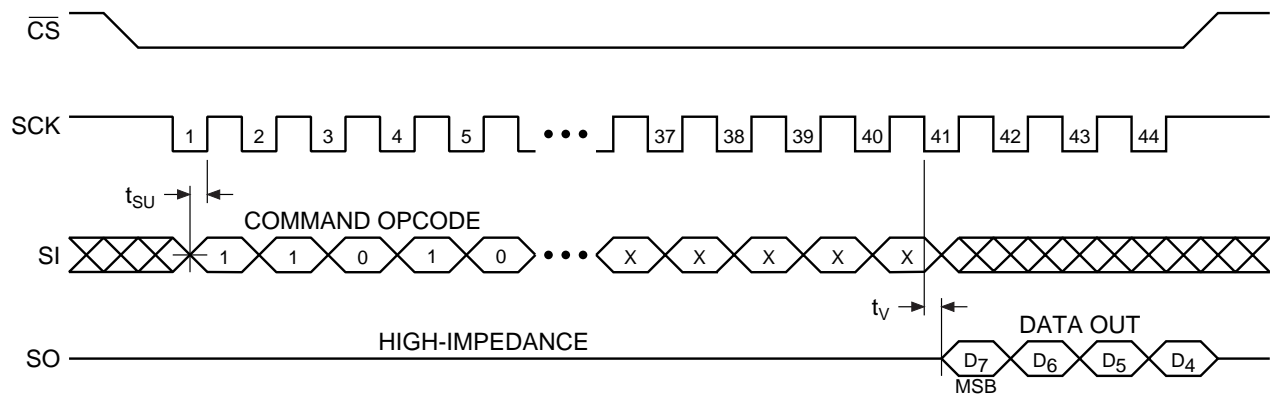 CS
SCK 1 2 3 4 5 ••• 37 38 39 40 41 42 43 44
tSU
COMMAND OPCODE
SI 1 1 0 1 0 ••• X X X X X
tV
HIGH-IMPEDANCE DATA OUT
SO D7 D6 D5 D4
MSB